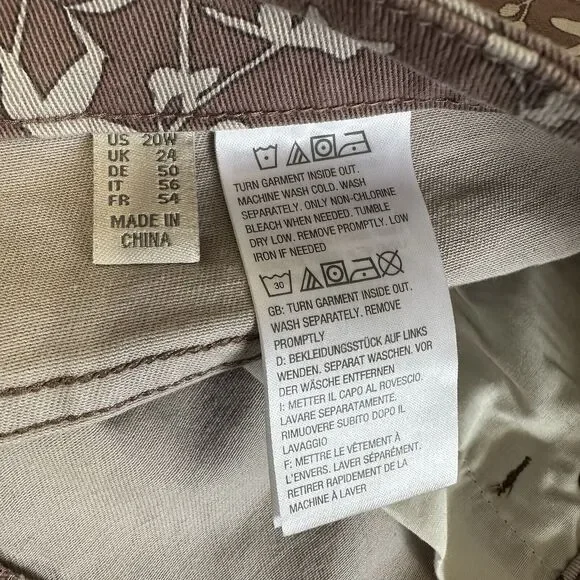 US 20W
UK 24
DE 50
IT 56
FR 54
MADE IN
CHINA
TURN GARMENT INSIDE OUT.
MACHINE WASH COLD. WASH
SEPARATELY. ONLY NON-CHLORINE
BLEACH WHEN NEEDED. TUMBLE
DRY LOW. REMOVE PROMPTLY. LOW
IRON IF NEEDED
30
GB: TURN GARMENT INSIDE OUT.
WASH SEPARATELY. REMOVE
PROMPTLY
D: BEKLEIDUNGSSTÜCK AUF LINKS
WENDEN. SEPARAT WASCHEN. VOR
DER WÄSCHE ENTFERNEN
I: METTER IL CAPO AL ROVESCIO.
LAVARE SEPARATAMENTE.
RIMUOVERE SUBITO DOPO IL
LAVAGGIO
F: METTRE LE VÊTEMENT À
L'ENVERS. LAVER SÉPARÉMENT.
RETIRER RAPIDEMENT DE LA
MACHINE À LAVER